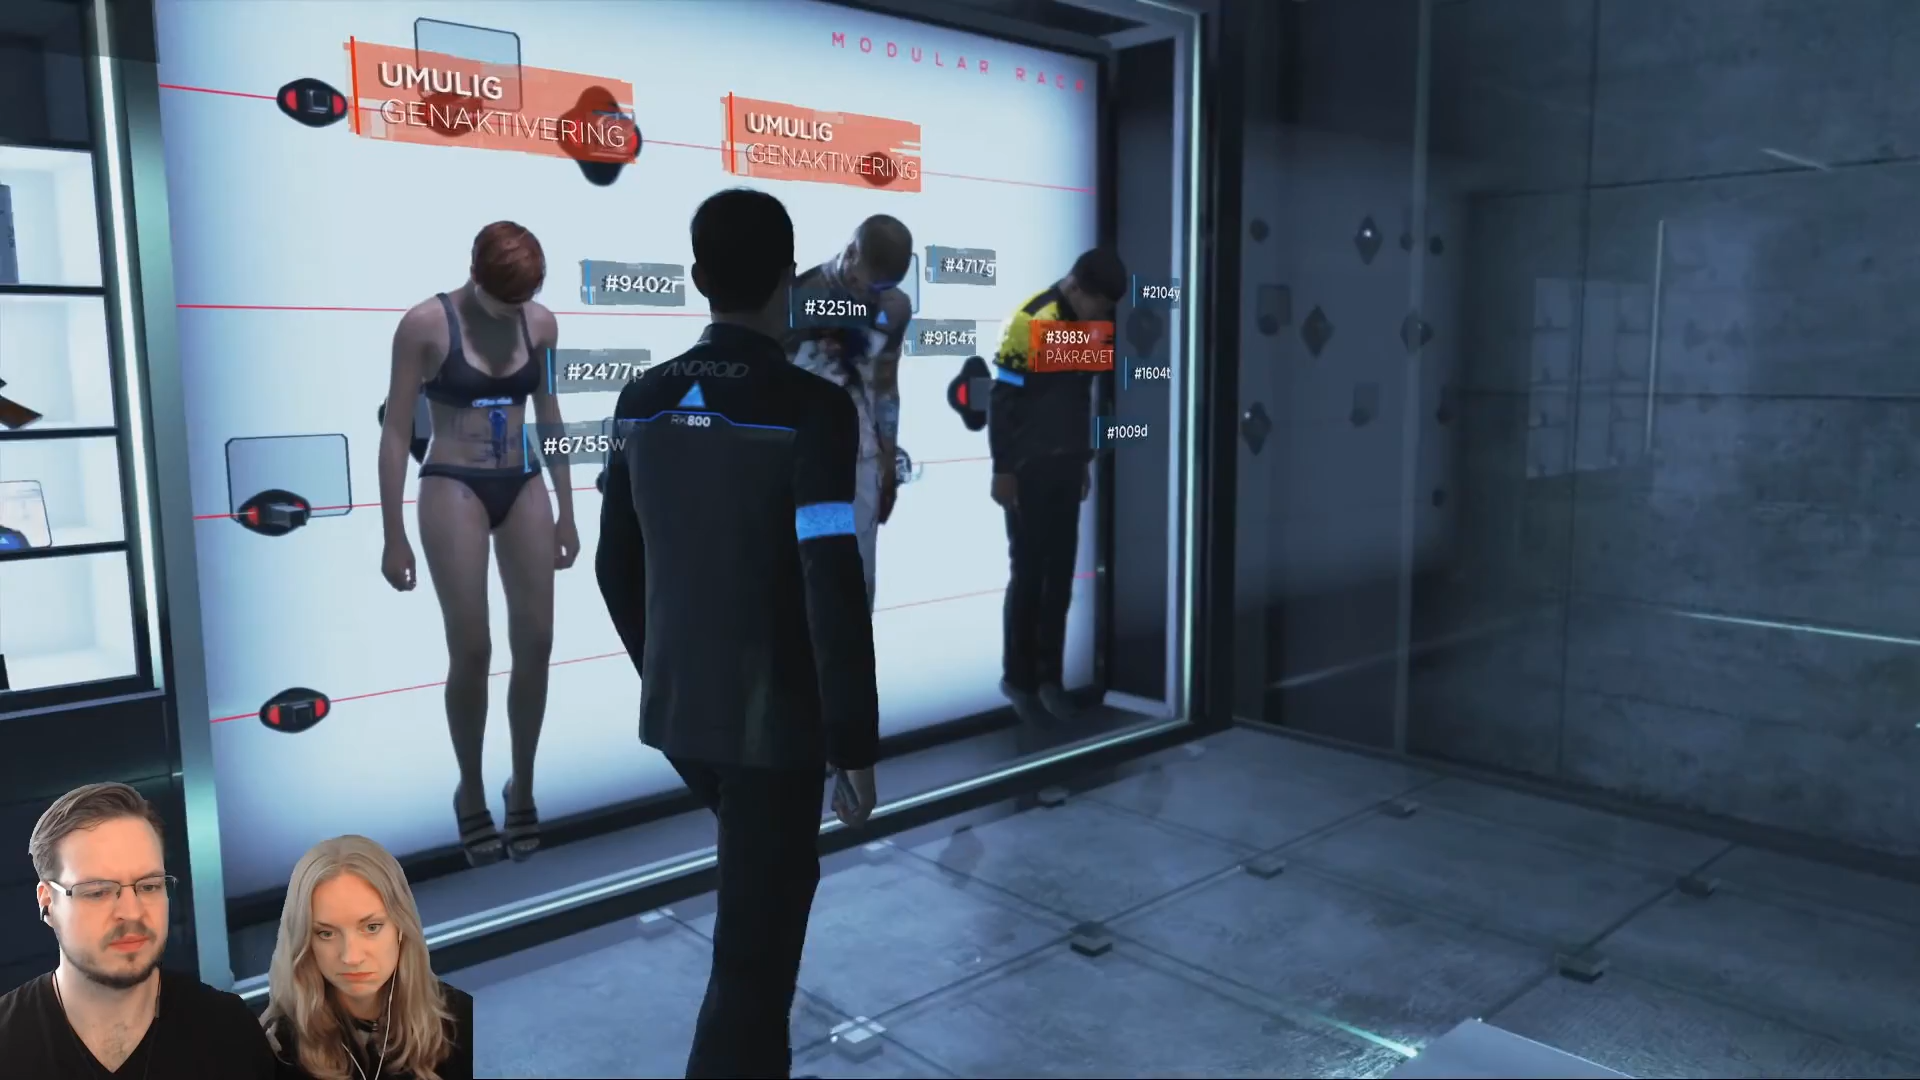 MODULAR RACK
UMULIG
GENAKTIVERING
UMULIG
GENAKTIVERING
#9402r
#4717g
#2104y
#3251m
#9164x
#3983v
PÅKRÆVET
#2477p
ANDROID
#1604t
RK800
#6755w
#1009d